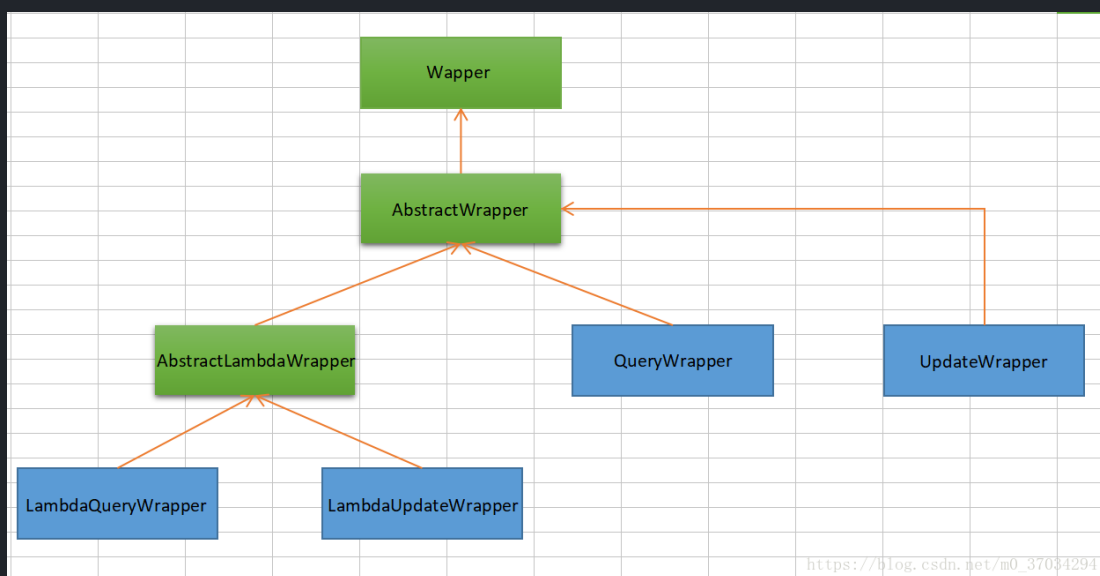 Wapper
AbstractWrapper
AbstractLambdaWrapper
QueryWrapper
UpdateWrapper
LambdaQueryWrapper
LambdaUpdateWrapper
https://blog.csdn.net/m0_37034294